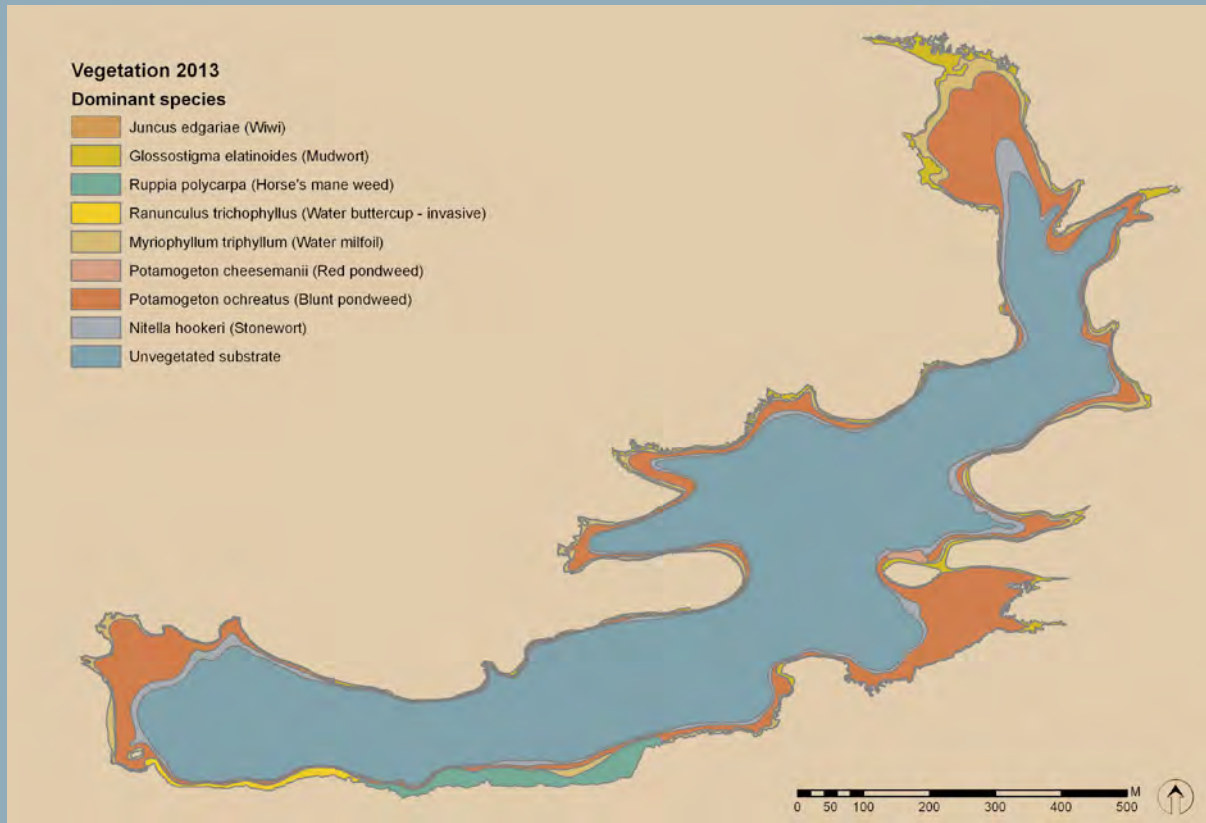 Vegetation 2013
Dominant species
Juncus edgariae (Wiwi)
Glossostigma elatinoides (Mudwort)
Ruppia polycarpa (Horse's mane weed)
Ranunculus trichophyllus (Water buttercup - invasive)
Myriophyllum triphyllum (Water milfoil)
Potamogeton cheesemanii (Red pondweed)
Potamogeton ochreatus (Blunt pondweed)
Nitella hookeri (Stonewort)
Unvegetated substrate
M
0 50 100 200 300 400 500